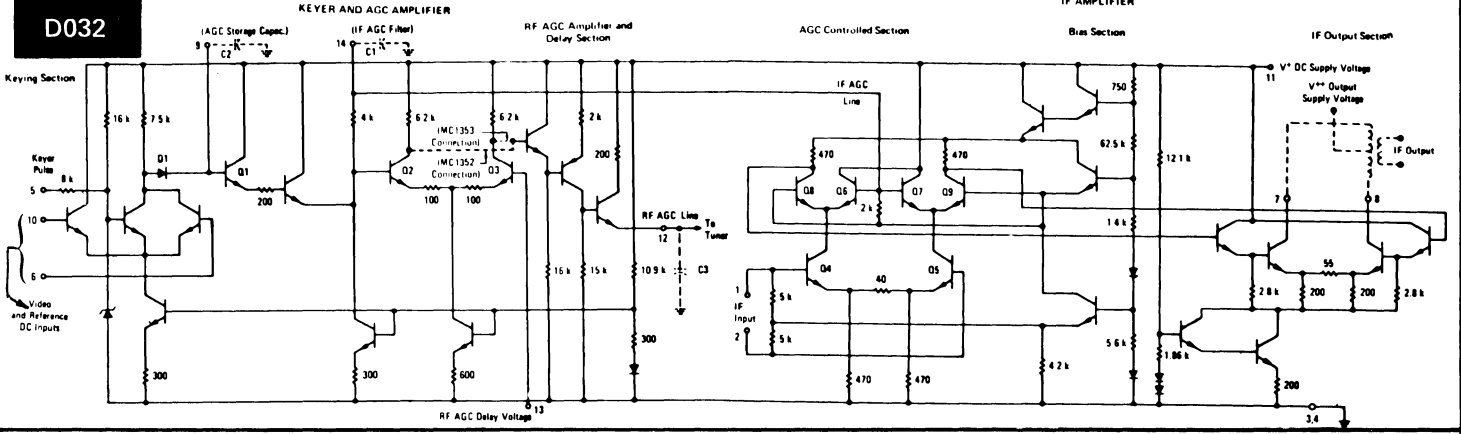 D032
KEYER AND AGC AMPLIFIER
IF AMPLIFIER
(AGC Storage Capac.)
9
C2
(IF AGC Filter)
14
C1
RF AGC Amplifier and
Delay Section
AGC Controlled Section
Bias Section
IF Output Section
Keying Section
16 k
7.5 k
4 k
6.2 k
6.2 k
2 k
200
IF AGC
Line
750
V+ DC Supply Voltage
11
V++ Output
Supply Voltage
(MC1353
Connection)
(MC1352
Connection)
470
470
62.5 k
12.1 k
IF Output
Keyer
Pulse
5
8 k
D1
Q1
200
Q2
Q3
100
100
Q8
Q6
Q7
Q9
2 k
7
8
10
6
RF AGC Line
12
To
Tuner
1.4 k
Video
and Reference
DC Inputs
16 k
15 k
10.9 k
C3
Q4
Q5
40
55
2.8 k
200
200
2.8 k
1
IF
Input
2
5 k
5 k
300
300
600
300
470
470
4.2 k
5.6 k
1.86 k
200
RF AGC Delay Voltage
13
3,4